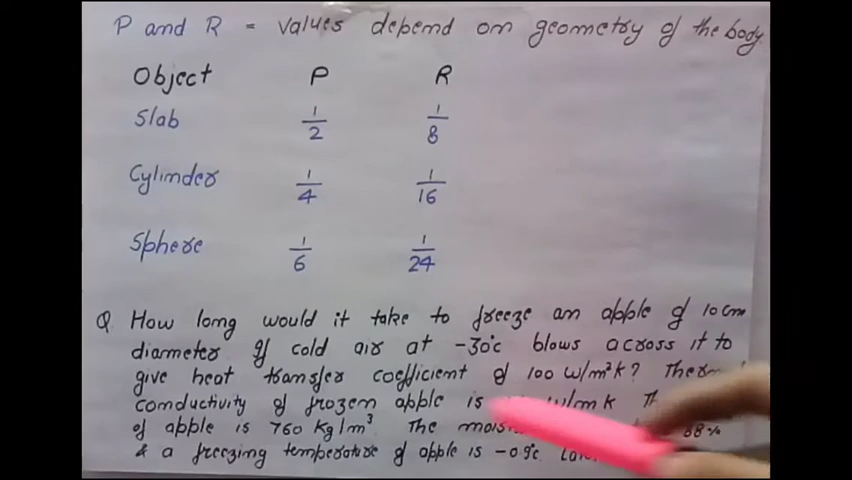 P and R = values depend on geometry of the body
Object P R
Slab 1/2 1/8
Cylinder 1/4 1/16
Sphere 1/6 1/24
Q How long would it take to freeze an apple of 10 cm
diameter if cold air at -30°c blows across it to
give heat transfer coefficient of 100 W/m²k?
conductivity of frozen apple is W/mk
of apple is 760 kg/m³ The 88%
& a freezing temperature of apple is -0.9°c